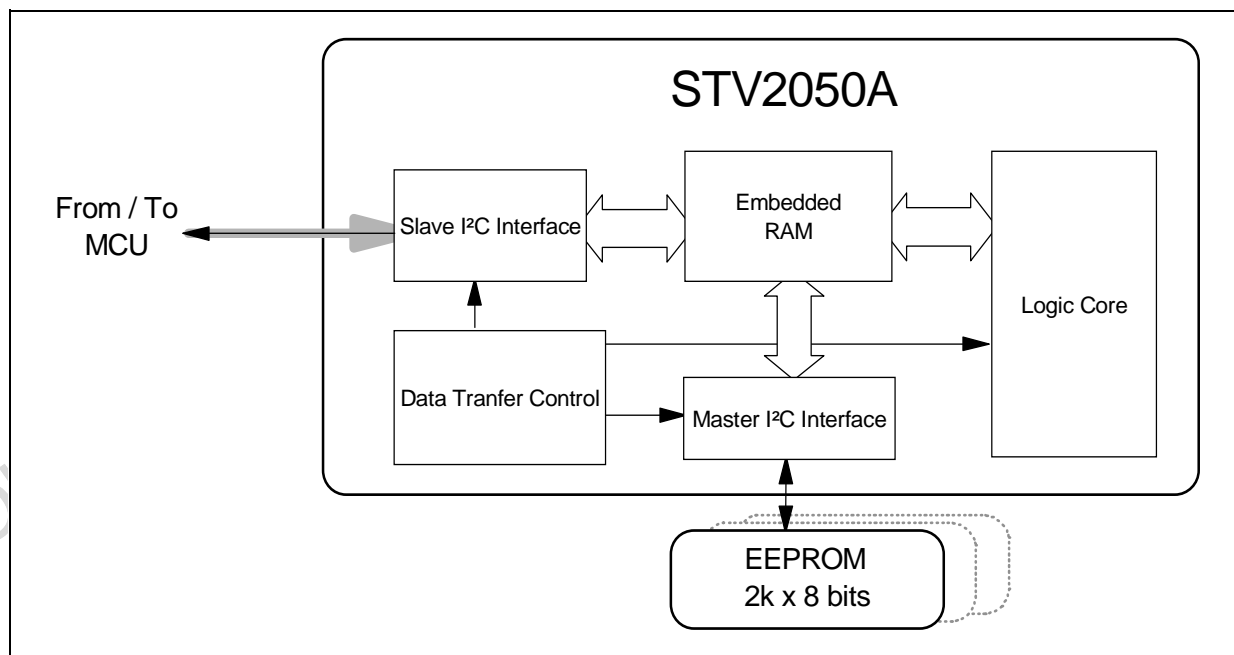 STV2050A
From / To
MCU
Slave I²C Interface
Embedded
RAM
Logic Core
Data Tranfer Control
Master I²C Interface
EEPROM
2k x 8 bits